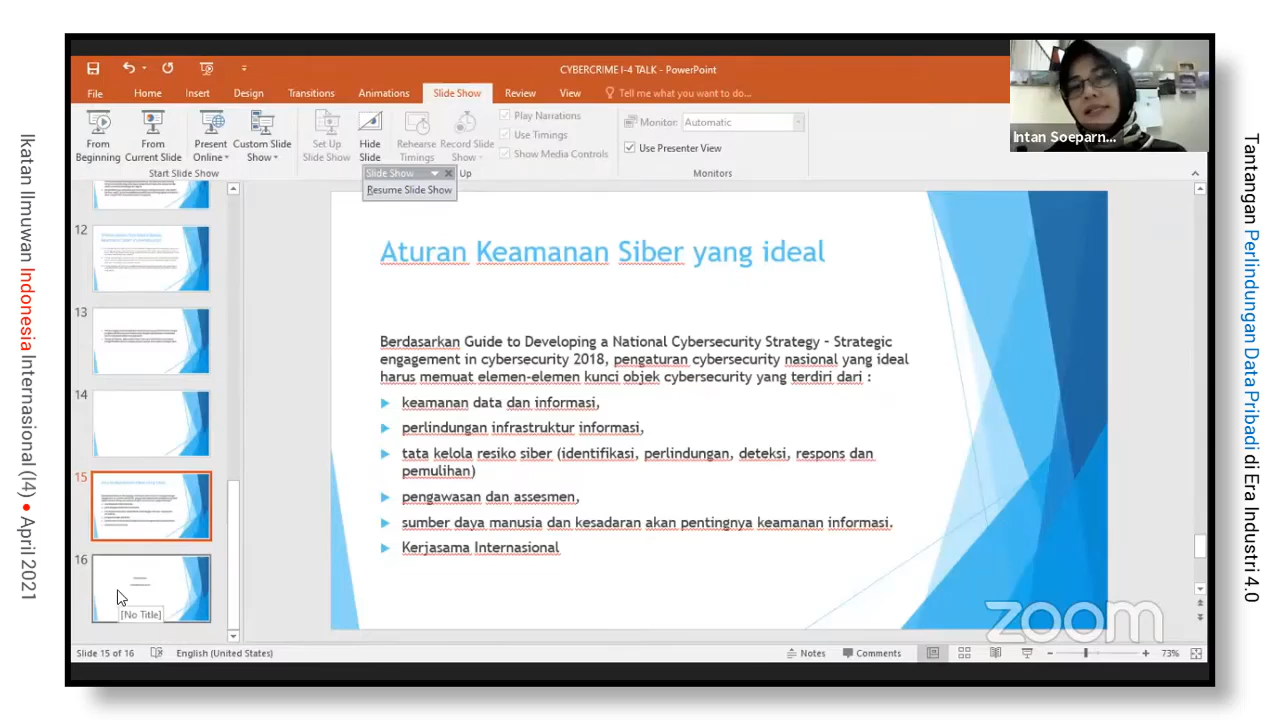 Ikatan Ilmuwan Indonesia Internasional (I4) • April 2021
CYBERCRIME I-4 TALK - PowerPoint
File
Home
Insert
Design
Transitions
Animations
Slide Show
Review
View
Tell me what you want to do...
From Beginning
From Current Slide
Present Online
Custom Slide Show
Start Slide Show
Set Up Slide Show
Hide Slide
Rehearse Timings
Record Slide Show
Play Narrations
Use Timings
Show Media Controls
Up
Monitor:
Automatic
Use Presenter View
Monitors
Slide Show
Resume Slide Show
Intan Soeparn...
12
13
14
15
16
[No Title]
Aturan Keamanan Siber yang ideal
Berdasarkan Guide to Developing a National Cybersecurity Strategy - Strategic
engagement in cybersecurity 2018, pengaturan cybersecurity nasional yang ideal
harus memuat elemen-elemen kunci objek cybersecurity yang terdiri dari :
keamanan data dan informasi,
perlindungan infrastruktur informasi,
tata kelola resiko siber (identifikasi, perlindungan, deteksi, respons dan
pemulihan)
pengawasan dan assesmen,
sumber daya manusia dan kesadaran akan pentingnya keamanan informasi.
Kerjasama Internasional
zoom
Slide 15 of 16
English (United States)
Notes
Comments
73%
Tantangan Perlindungan Data Pribadi di Era Industri 4.0